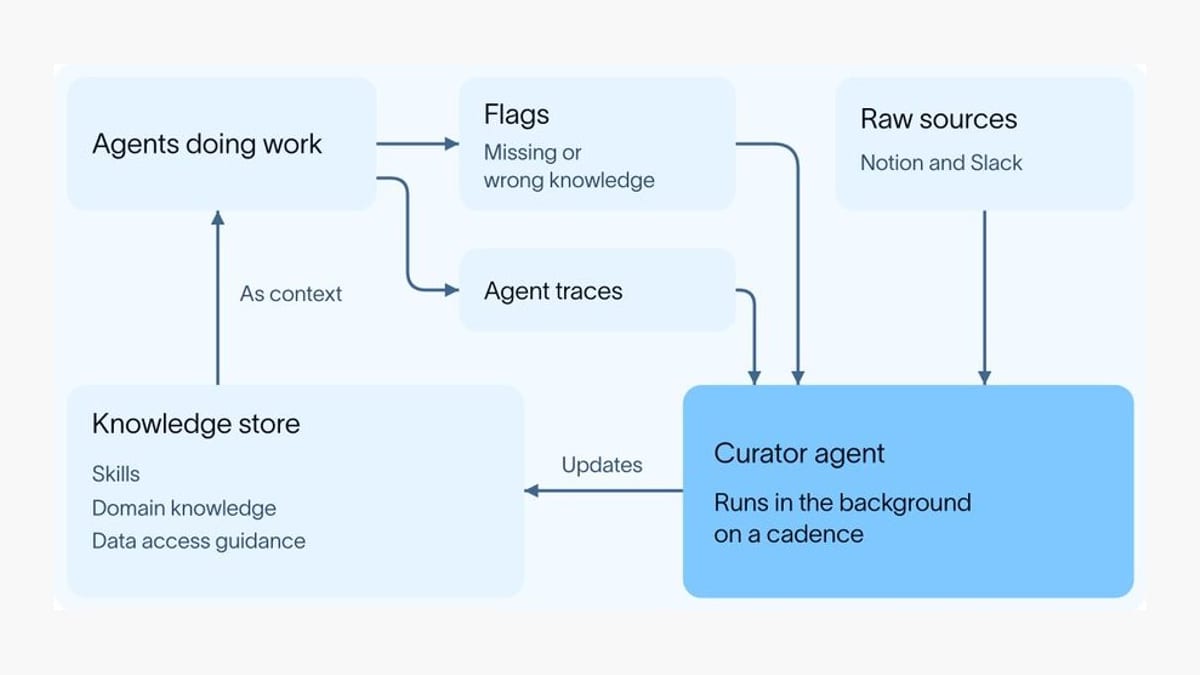 Agents doing work
Flags
Missing or
wrong knowledge
Raw sources
Notion and Slack
As context
Agent traces
Knowledge store
Skills
Domain knowledge
Data access guidance
Updates
Curator agent
Runs in the background
on a cadence